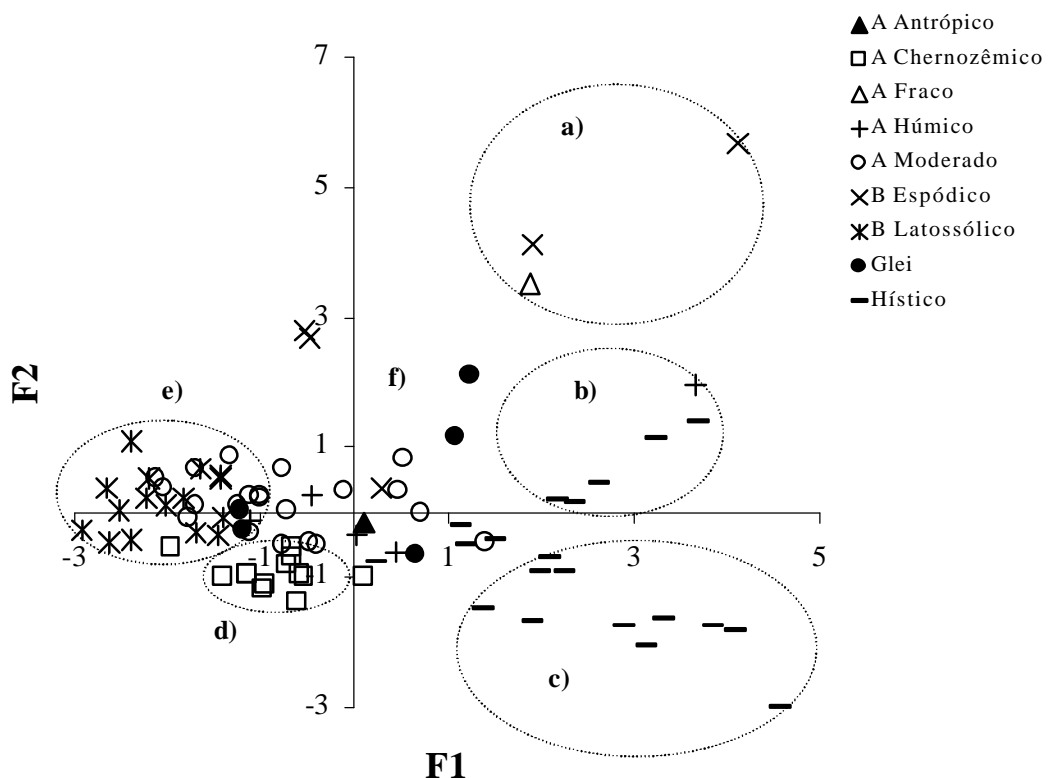 A Antrópico
A Chernozêmico
A Fraco
A Húmico
A Moderado
B Espódico
B Latossólico
Glei
Hístico
7
a)
5
3
F2
e)
f)
b)
1
-3
-1
1
3
5
-1
d)
c)
-3
F1